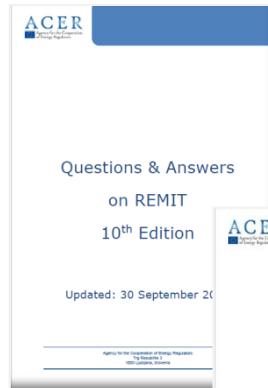 ACER
Agency for the Cooperation
of Energy Regulators
Questions & Answers
on REMIT
10th Edition
Updated: 30 September 20
Agency for the Cooperation of Energy Regulators
Trg Republike 3
1000 Ljubljana, Slovenia
ACE